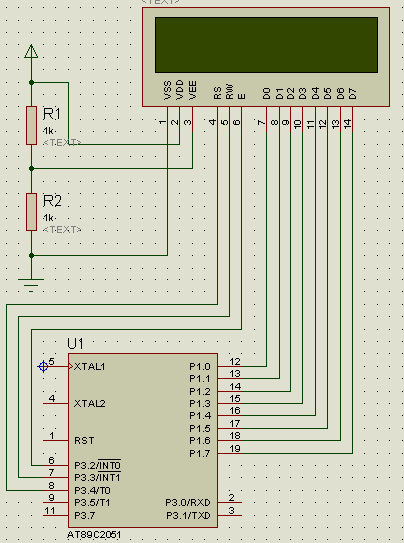 <TEXT>
VSS VDD VEE RS RW E D0 D1 D2 D3 D4 D5 D6 D7
1 2 3 4 5 6 7 8 9 10 11 12 13 14
R1
4k
<TEXT>
R2
4k
<TEXT>
U1
5 XTAL1 P1.0 12
P1.1 13
P1.2 14
4 XTAL2 P1.3 15
P1.4 16
P1.5 17
1 RST P1.6 18
P1.7 19
6 P3.2/INT0
7 P3.3/INT1
8 P3.4/T0
9 P3.5/T1 P3.0/RXD 2
11 P3.7 P3.1/TXD 3
AT89C2051